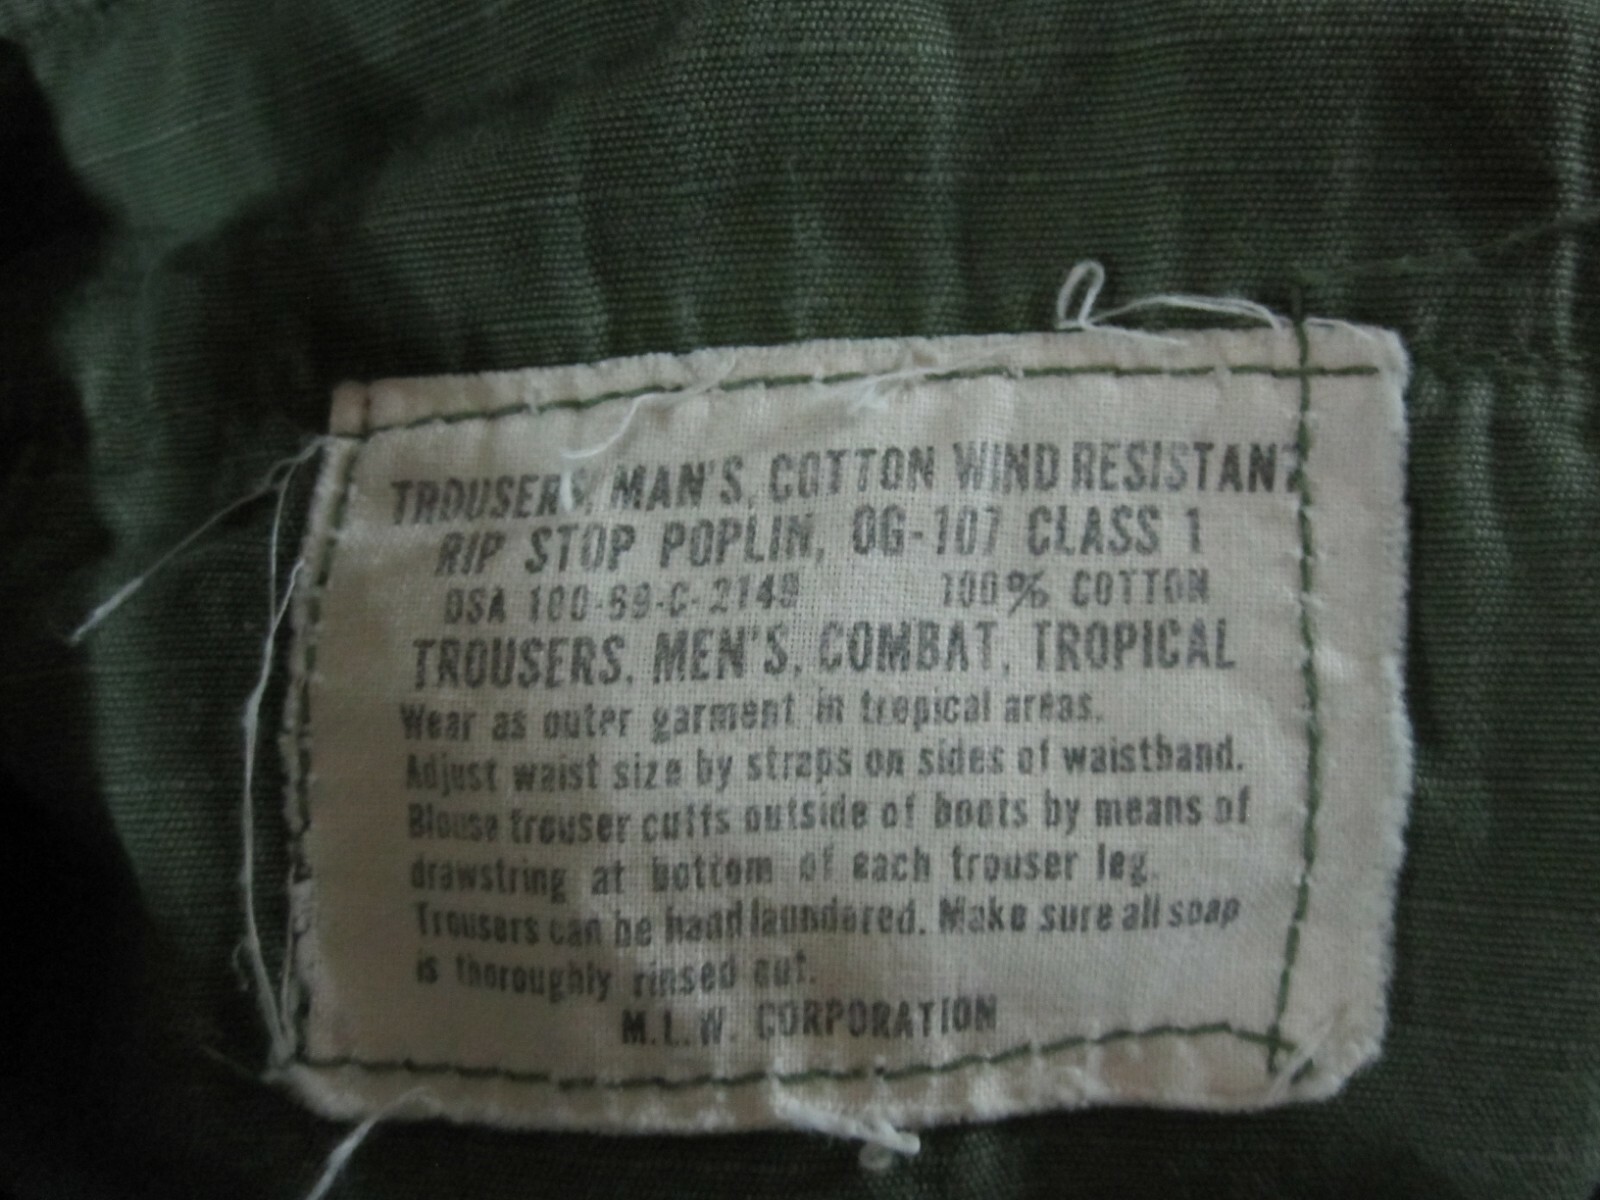 TROUSERS, MAN'S, COTTON WIND RESISTANT
RIP STOP POPLIN, OG-107 CLASS 1
DSA 100-69-C-2149 100% COTTON
TROUSERS, MEN'S, COMBAT, TROPICAL
Wear as outer garment in tropical areas.
Adjust waist size by straps on sides of waistband.
Blouse trouser cuffs outside of boots by means of
drawstring at bottom of each trouser leg.
Trousers can be hand laundered. Make sure all soap
is thoroughly rinsed out.
M.L.W. CORPORATION